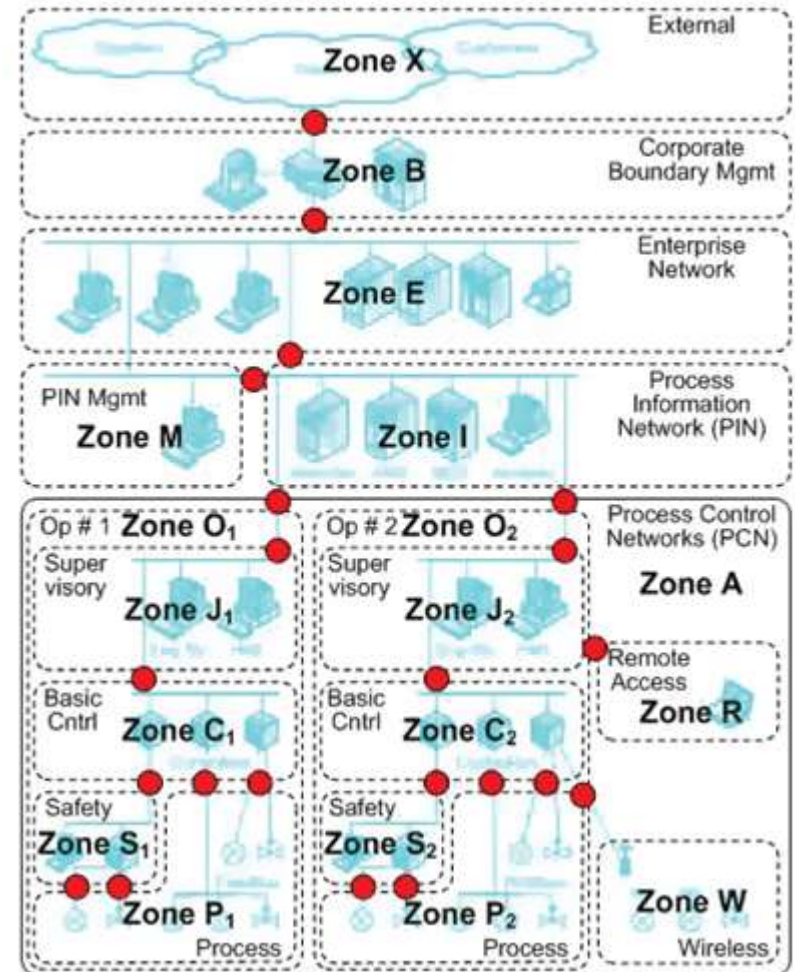 External
Customers
Zone X
Corporate
Boundary Mgmt
Zone B
Enterprise
Network
Zone E
PIN Mgmt
Zone M
Process
Information
Network (PIN)
Zone I
Op # 1 Zone O₁
Op # 2 Zone O₂
Process Control
Networks (PCN)
Zone A
Super
visory
Zone J₁
Super
visory
Zone J₂
Remote
Access
Zone R
Basic
Cntrl
Zone C₁
Basic
Cntrl
Zone C₂
Safety
Zone S₁
Safety
Zone S₂
Zone P₁
Process
Zone P₂
Process
Zone W
Wireless